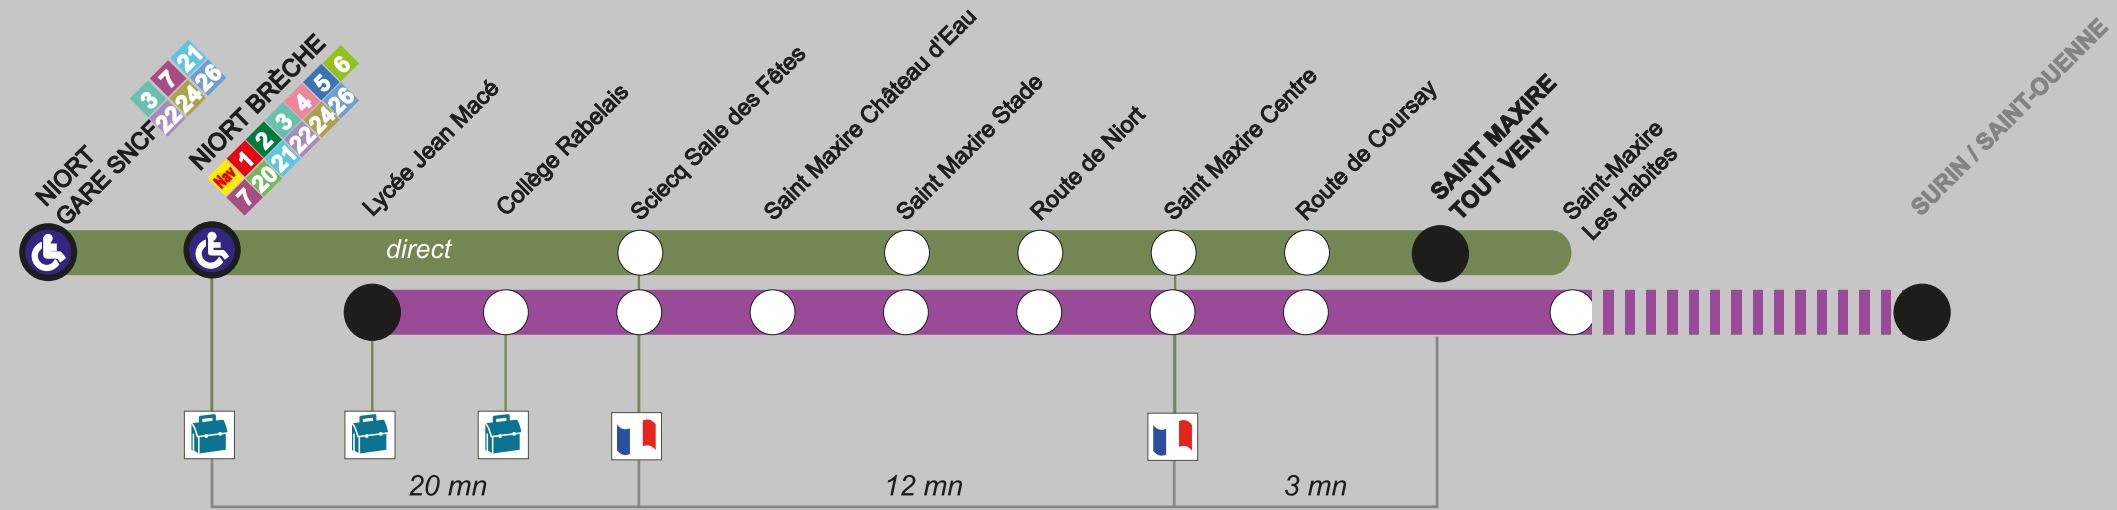 NIORT
GARE SNCF
3 7 21
22 24 26
NIORT BRÈCHE
Nav 1 2 3 4 5 6
7 20 21 22 24 26
Lycée Jean Macé
Collège Rabelais
Sciecq Salle des Fêtes
Saint Maxire Château d'Eau
Saint Maxire Stade
Route de Niort
Saint Maxire Centre
Route de Coursay
SAINT MAXIRE
TOUT VENT
Saint-Maxire
Les Habites
SURIN / SAINT-OUENNE
direct
20 mn
12 mn
3 mn